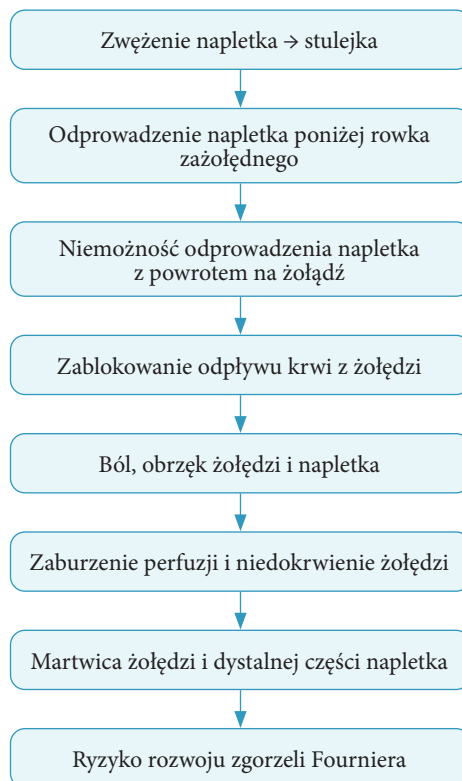 Zwężenie napletka → stulejka
Odprowadzenie napletka poniżej rowka
zażołędnego
Niemożność odprowadzenia napletka
z powrotem na żołądź
Zablokowanie odpływu krwi z żołędzi
Ból, obrzęk żołędzi i napletka
Zaburzenie perfuzji i niedokrwienie żołędzi
Martwica żołędzi i dystalnej części napletka
Ryzyko rozwoju zgorzeli Fourniera